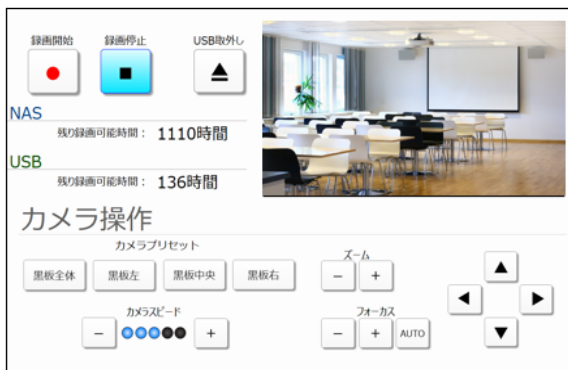 録画開始 録画停止 USB取外し
NAS
残り録画可能時間： 1110時間
USB
残り録画可能時間： 136時間
カメラ操作
カメラプリセット
黒板全体 黒板左 黒板中央 黒板右
ズーム
− +
カメラスピード
− +
フォーカス
− + AUTO